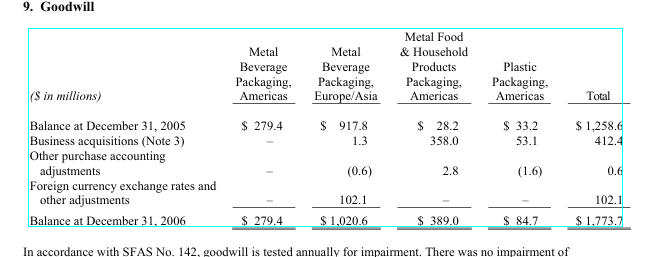 9. Goodwill
Metal Food
Metal Metal & Household
Beverage Beverage Products Plastic
Packaging, Packaging, Packaging, Packaging,
($ in millions) Americas Europe/Asia Americas Americas Total
Balance at December 31, 2005 $ 279.4 $ 917.8 $ 28.2 $ 33.2 $ 1,258.6
Business acquisitions (Note 3) – 1.3 358.0 53.1 412.4
Other purchase accounting
adjustments – (0.6) 2.8 (1.6) 0.6
Foreign currency exchange rates and
other adjustments – 102.1 – – 102.1
Balance at December 31, 2006 $ 279.4 $ 1,020.6 $ 389.0 $ 84.7 $ 1,773.7
In accordance with SFAS No. 142, goodwill is tested annually for impairment. There was no impairment of